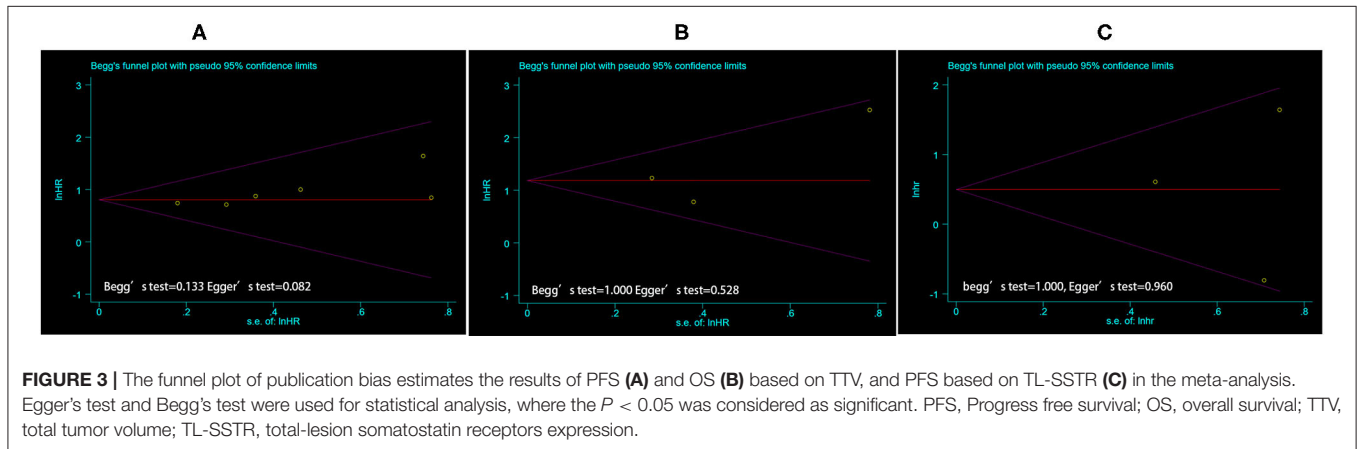 A
B
C
Begg's funnel plot with pseudo 95% confidence limits
3
2
1
0
-1
lnHR
Begg′ s test=0.133 Egger′ s test=0.082
0
.2
.4
.6
.8
s.e. of: lnHR
Begg's funnel plot with pseudo 95% confidence limits
3
2
1
0
-1
lnHR
Begg′ s test=1.000 Egger′ s test=0.528
0
.2
.4
.6
.8
s.e. of: lnHR
Begg's funnel plot with pseudo 95% confidence limits
2
1
0
-1
lnhr
begg′ s test=1.000, Egger′ s test=0.960
0
.2
.4
.6
.8
s.e. of: lnhr
FIGURE 3 | The funnel plot of publication bias estimates the results of PFS (A) and OS (B) based on TTV, and PFS based on TL-SSTR (C) in the meta-analysis.
Egger's test and Begg's test were used for statistical analysis, where the P < 0.05 was considered as significant. PFS, Progress free survival; OS, overall survival; TTV,
total tumor volume; TL-SSTR, total-lesion somatostatin receptors expression.